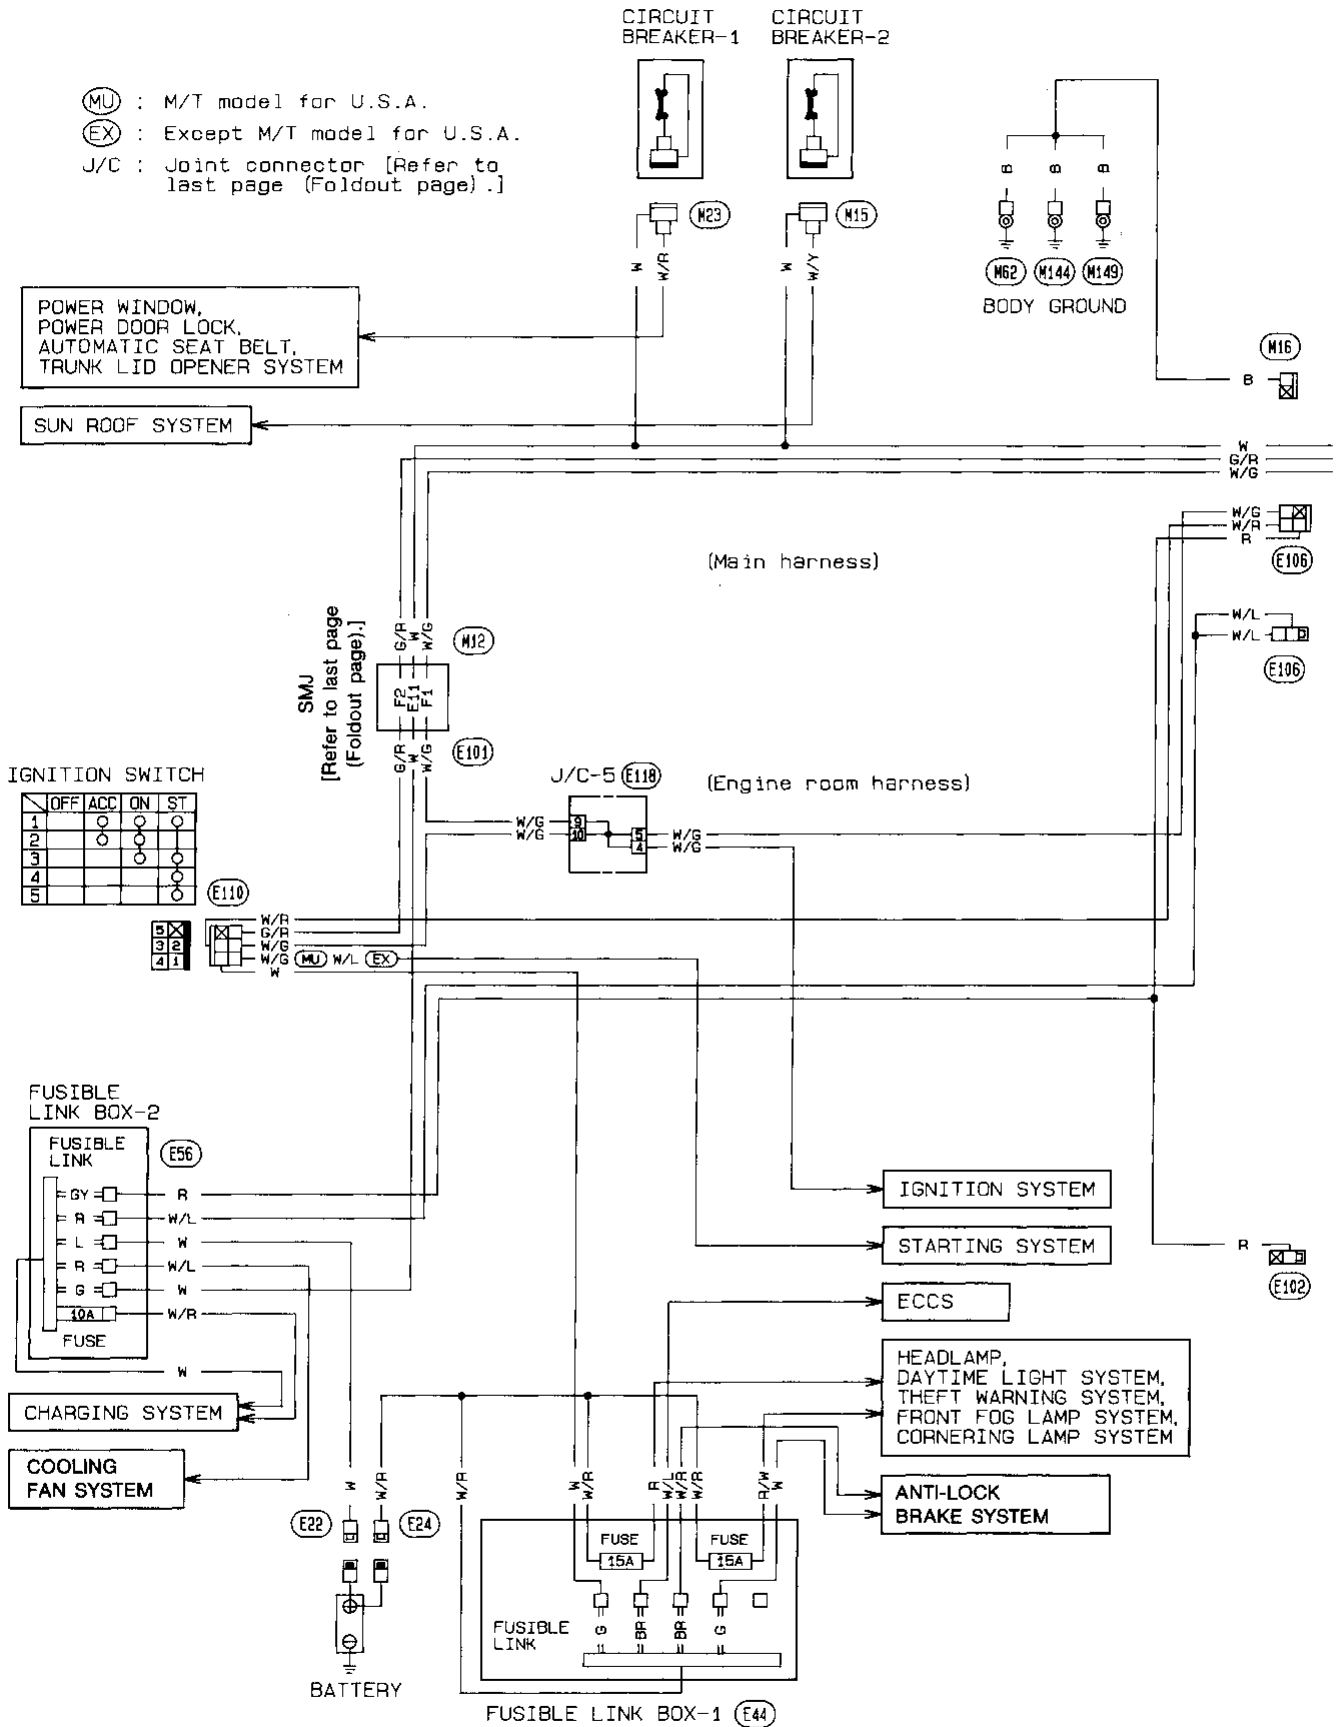 CIRCUIT
BREAKER-1
CIRCUIT
BREAKER-2
MU : M/T model for U.S.A.
EX : Except M/T model for U.S.A.
J/C : Joint connector [Refer to
last page (Foldout page).]
M23
M15
W
W/R
W
W/Y
B
B
B
M62
M144
M149
BODY GROUND
POWER WINDOW,
POWER DOOR LOCK,
AUTOMATIC SEAT BELT,
TRUNK LID OPENER SYSTEM
SUN ROOF SYSTEM
M16
B
W
G/R
W/G
W/G
W/R
R
E106
(Main harness)
W/L
W/L
E106
SMJ
[Refer to last page
(Foldout page).]
G/R
W
W/G
M12
F2
E11
F1
G/R
W
W/G
E101
J/C-5 E118
(Engine room harness)
W/G
9
W/G
10
5
W/G
4
W/G
IGNITION SWITCH
OFF ACC ON ST
1
2
3
4
5
E110
5
3 2
4 1
W/R
G/R
W/G
W/G MU W/L EX
W
FUSIBLE
LINK BOX-2
E56
FUSIBLE
LINK
GY R
R W/L
L W
R W/L
G W
10A W/R
FUSE
W
CHARGING SYSTEM
COOLING
FAN SYSTEM
IGNITION SYSTEM
STARTING SYSTEM
ECCS
HEADLAMP,
DAYTIME LIGHT SYSTEM,
THEFT WARNING SYSTEM,
FRONT FOG LAMP SYSTEM,
CORNERING LAMP SYSTEM
ANTI-LOCK
BRAKE SYSTEM
R
E102
W
W/R
W/R
W
W/R
R
W/L
W/R
W/R
R/W
W
E22
E24
FUSE
15A
FUSE
15A
FUSIBLE
LINK
G
BR
BR
G
BATTERY
FUSIBLE LINK BOX-1 E44